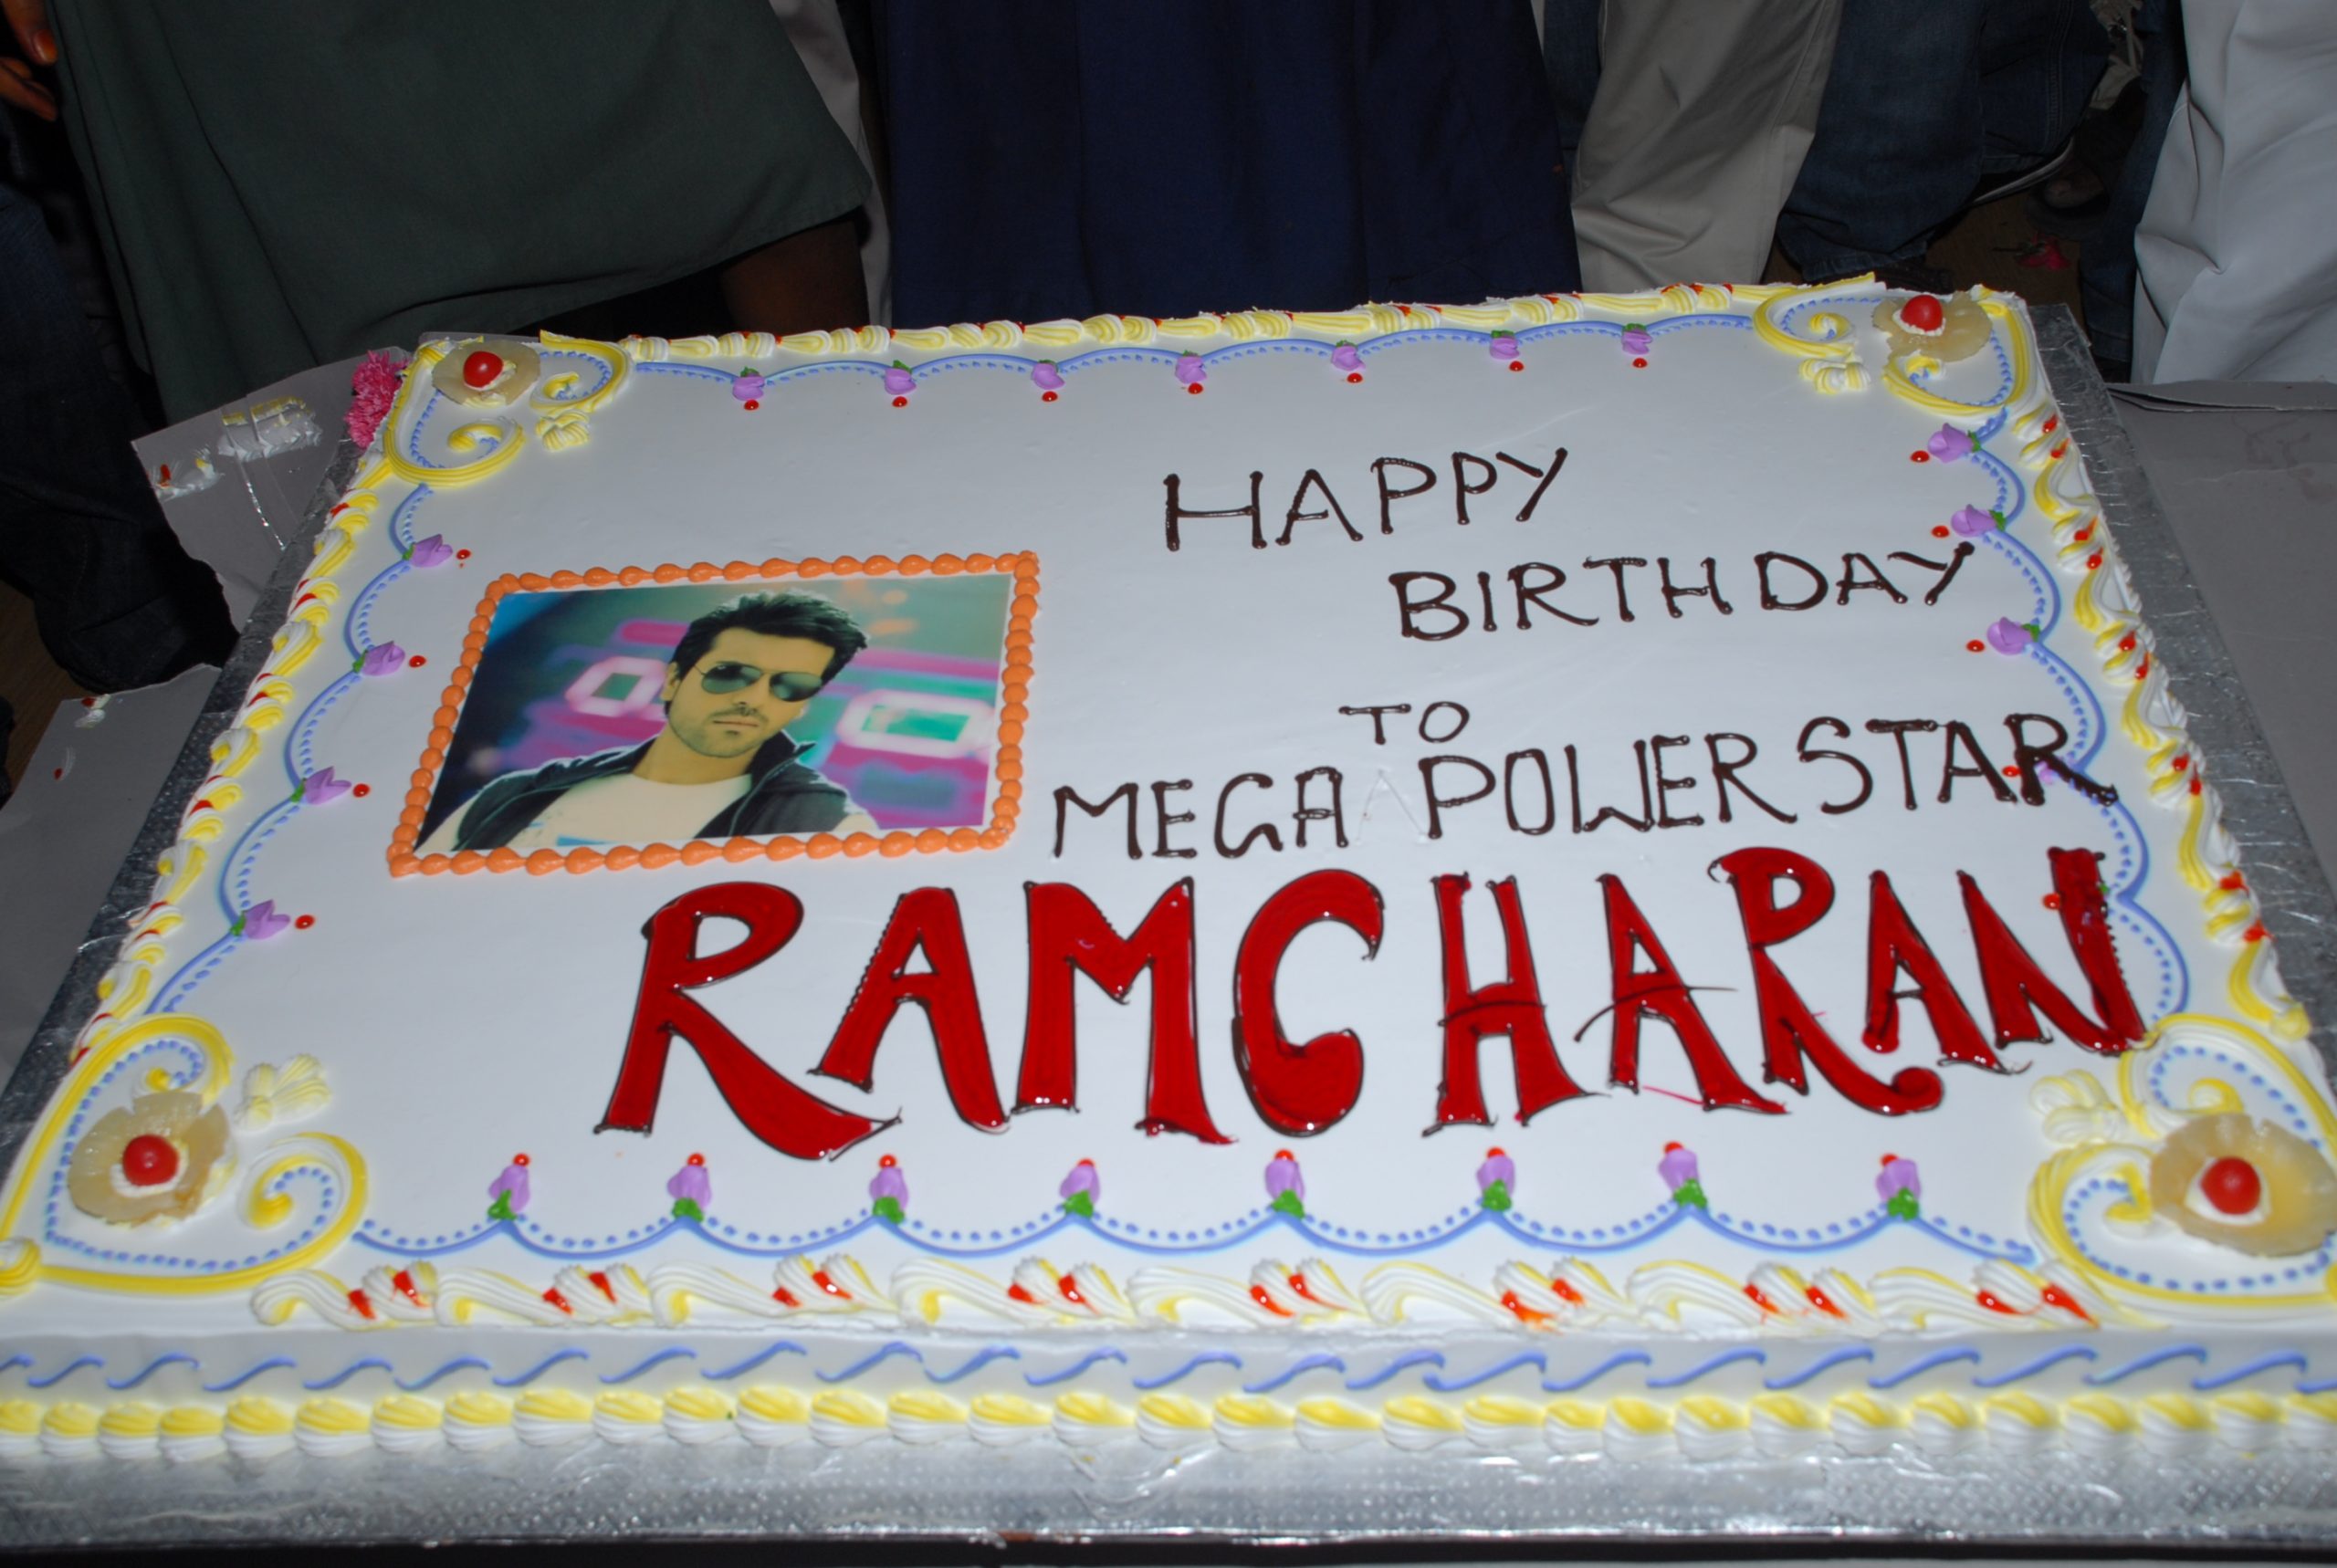 HAPPY
BIRTHDAY
TO
MEGA POWER STAR
RAMCHARAN